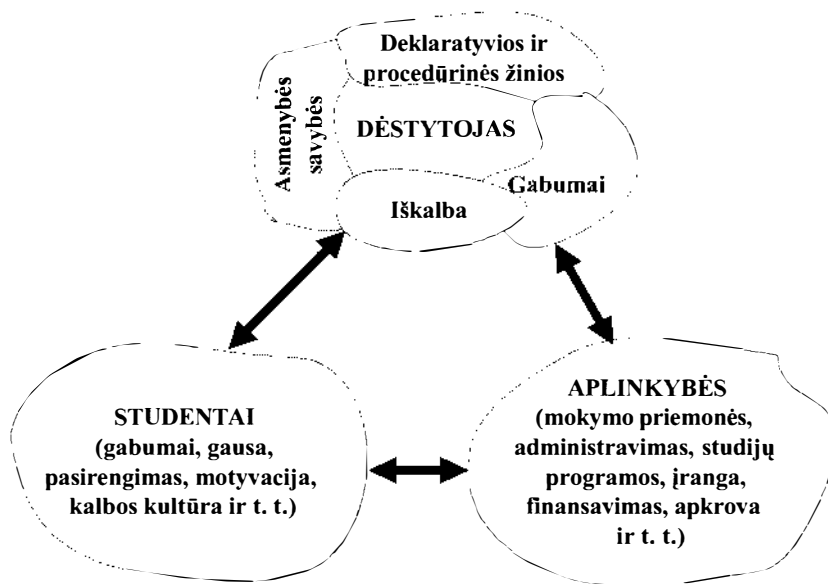 Deklaratyvios ir
procedūrinės žinios
Asmenybės
savybės
DĖSTYTOJAS
Gabumai
Iškalba
STUDENTAI
(gabumai, gausa,
pasirengimas, motyvacija,
kalbos kultūra ir t. t.)
APLINKYBĖS
(mokymo priemonės,
administravimas, studijų
programos, įranga,
finansavimas, apkrova
ir t. t.)